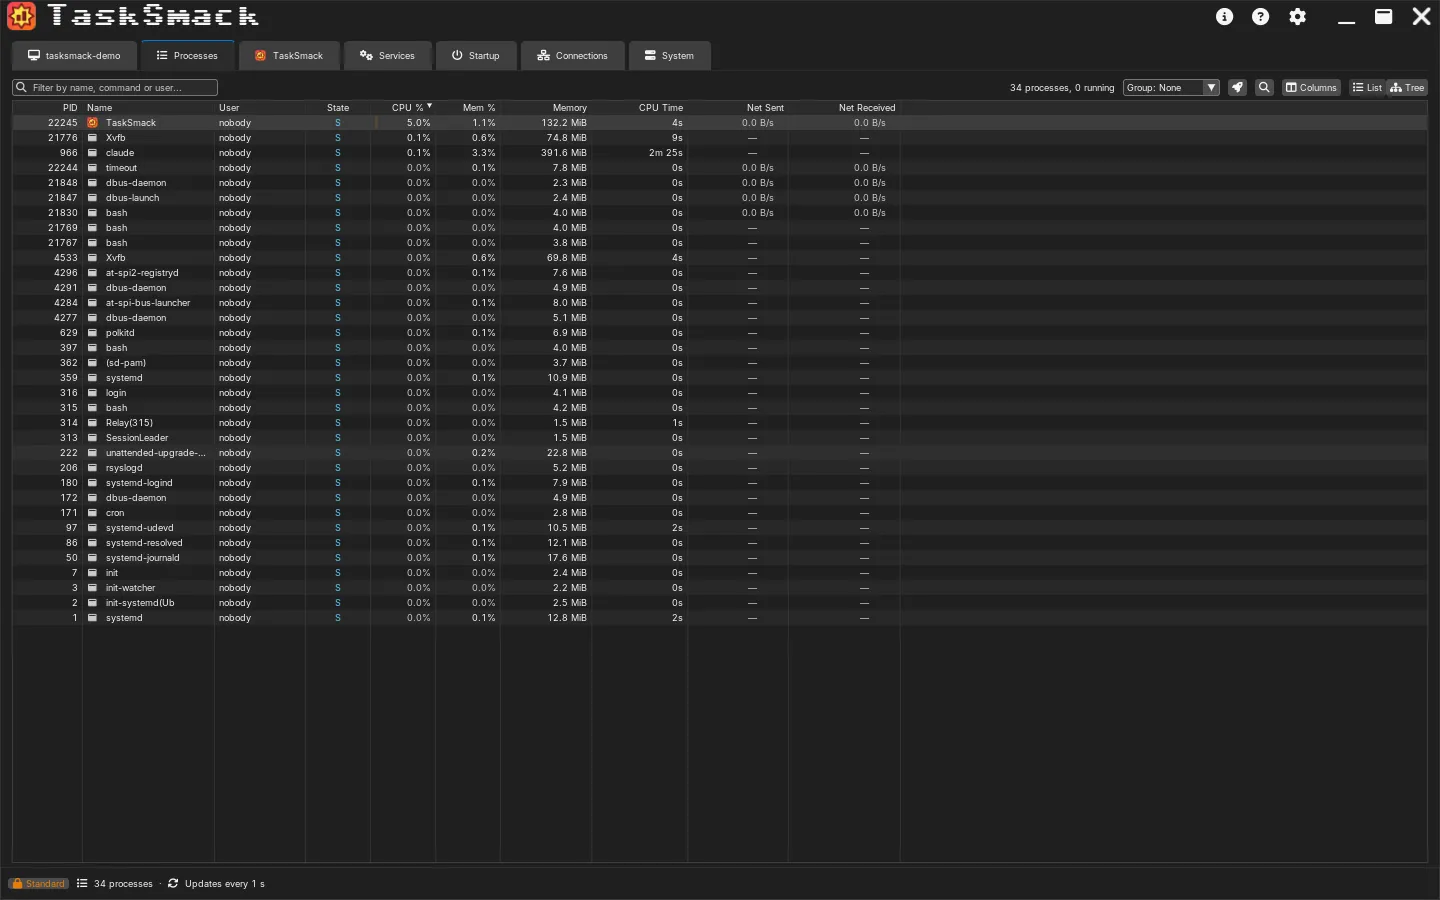 TaskSmack
tasksmack-demo Processes TaskSmack Services Startup Connections System
Filter by name, command or user... 34 processes, 0 running Group: None Columns List Tree
PID Name User State CPU % Mem % Memory CPU Time Net Sent Net Received
22245 TaskSmack nobody S 5.0% 1.1% 132.2 MiB 4s 0.0 B/s 0.0 B/s
21776 Xvfb nobody S 0.1% 0.6% 74.8 MiB 9s — —
966 claude nobody S 0.1% 3.3% 391.6 MiB 2m 25s — —
22244 timeout nobody S 0.0% 0.1% 7.8 MiB 0s 0.0 B/s 0.0 B/s
21848 dbus-daemon nobody S 0.0% 0.0% 2.3 MiB 0s 0.0 B/s 0.0 B/s
21847 dbus-launch nobody S 0.0% 0.0% 2.4 MiB 0s 0.0 B/s 0.0 B/s
21830 bash nobody S 0.0% 0.0% 4.0 MiB 0s 0.0 B/s 0.0 B/s
21769 bash nobody S 0.0% 0.0% 4.0 MiB 0s — —
21767 bash nobody S 0.0% 0.0% 3.8 MiB 0s — —
4533 Xvfb nobody S 0.0% 0.6% 69.8 MiB 4s — —
4296 at-spi2-registryd nobody S 0.0% 0.1% 7.6 MiB 0s — —
4291 dbus-daemon nobody S 0.0% 0.0% 4.9 MiB 0s — —
4284 at-spi-bus-launcher nobody S 0.0% 0.1% 8.0 MiB 0s — —
4277 dbus-daemon nobody S 0.0% 0.0% 5.1 MiB 0s — —
629 polkitd nobody S 0.0% 0.1% 6.9 MiB 0s — —
397 bash nobody S 0.0% 0.0% 4.0 MiB 0s — —
362 (sd-pam) nobody S 0.0% 0.0% 3.7 MiB 0s — —
359 systemd nobody S 0.0% 0.1% 10.9 MiB 0s — —
316 login nobody S 0.0% 0.0% 4.1 MiB 0s — —
315 bash nobody S 0.0% 0.0% 4.2 MiB 0s — —
314 Relay(315) nobody S 0.0% 0.0% 1.5 MiB 1s — —
313 SessionLeader nobody S 0.0% 0.0% 1.5 MiB 0s — —
222 unattended-upgrade-... nobody S 0.0% 0.2% 22.8 MiB 0s — —
206 rsyslogd nobody S 0.0% 0.0% 5.2 MiB 0s — —
180 systemd-logind nobody S 0.0% 0.1% 7.9 MiB 0s — —
172 dbus-daemon nobody S 0.0% 0.0% 4.9 MiB 0s — —
171 cron nobody S 0.0% 0.0% 2.8 MiB 0s — —
97 systemd-udevd nobody S 0.0% 0.1% 10.5 MiB 2s — —
86 systemd-resolved nobody S 0.0% 0.1% 12.1 MiB 0s — —
50 systemd-journald nobody S 0.0% 0.1% 17.6 MiB 0s — —
7 init nobody S 0.0% 0.0% 2.4 MiB 0s — —
3 init-watcher nobody S 0.0% 0.0% 2.2 MiB 0s — —
2 init-systemd(Ub nobody S 0.0% 0.0% 2.5 MiB 0s — —
1 systemd nobody S 0.0% 0.1% 12.8 MiB 2s — —
Standard 34 processes · Updates every 1 s